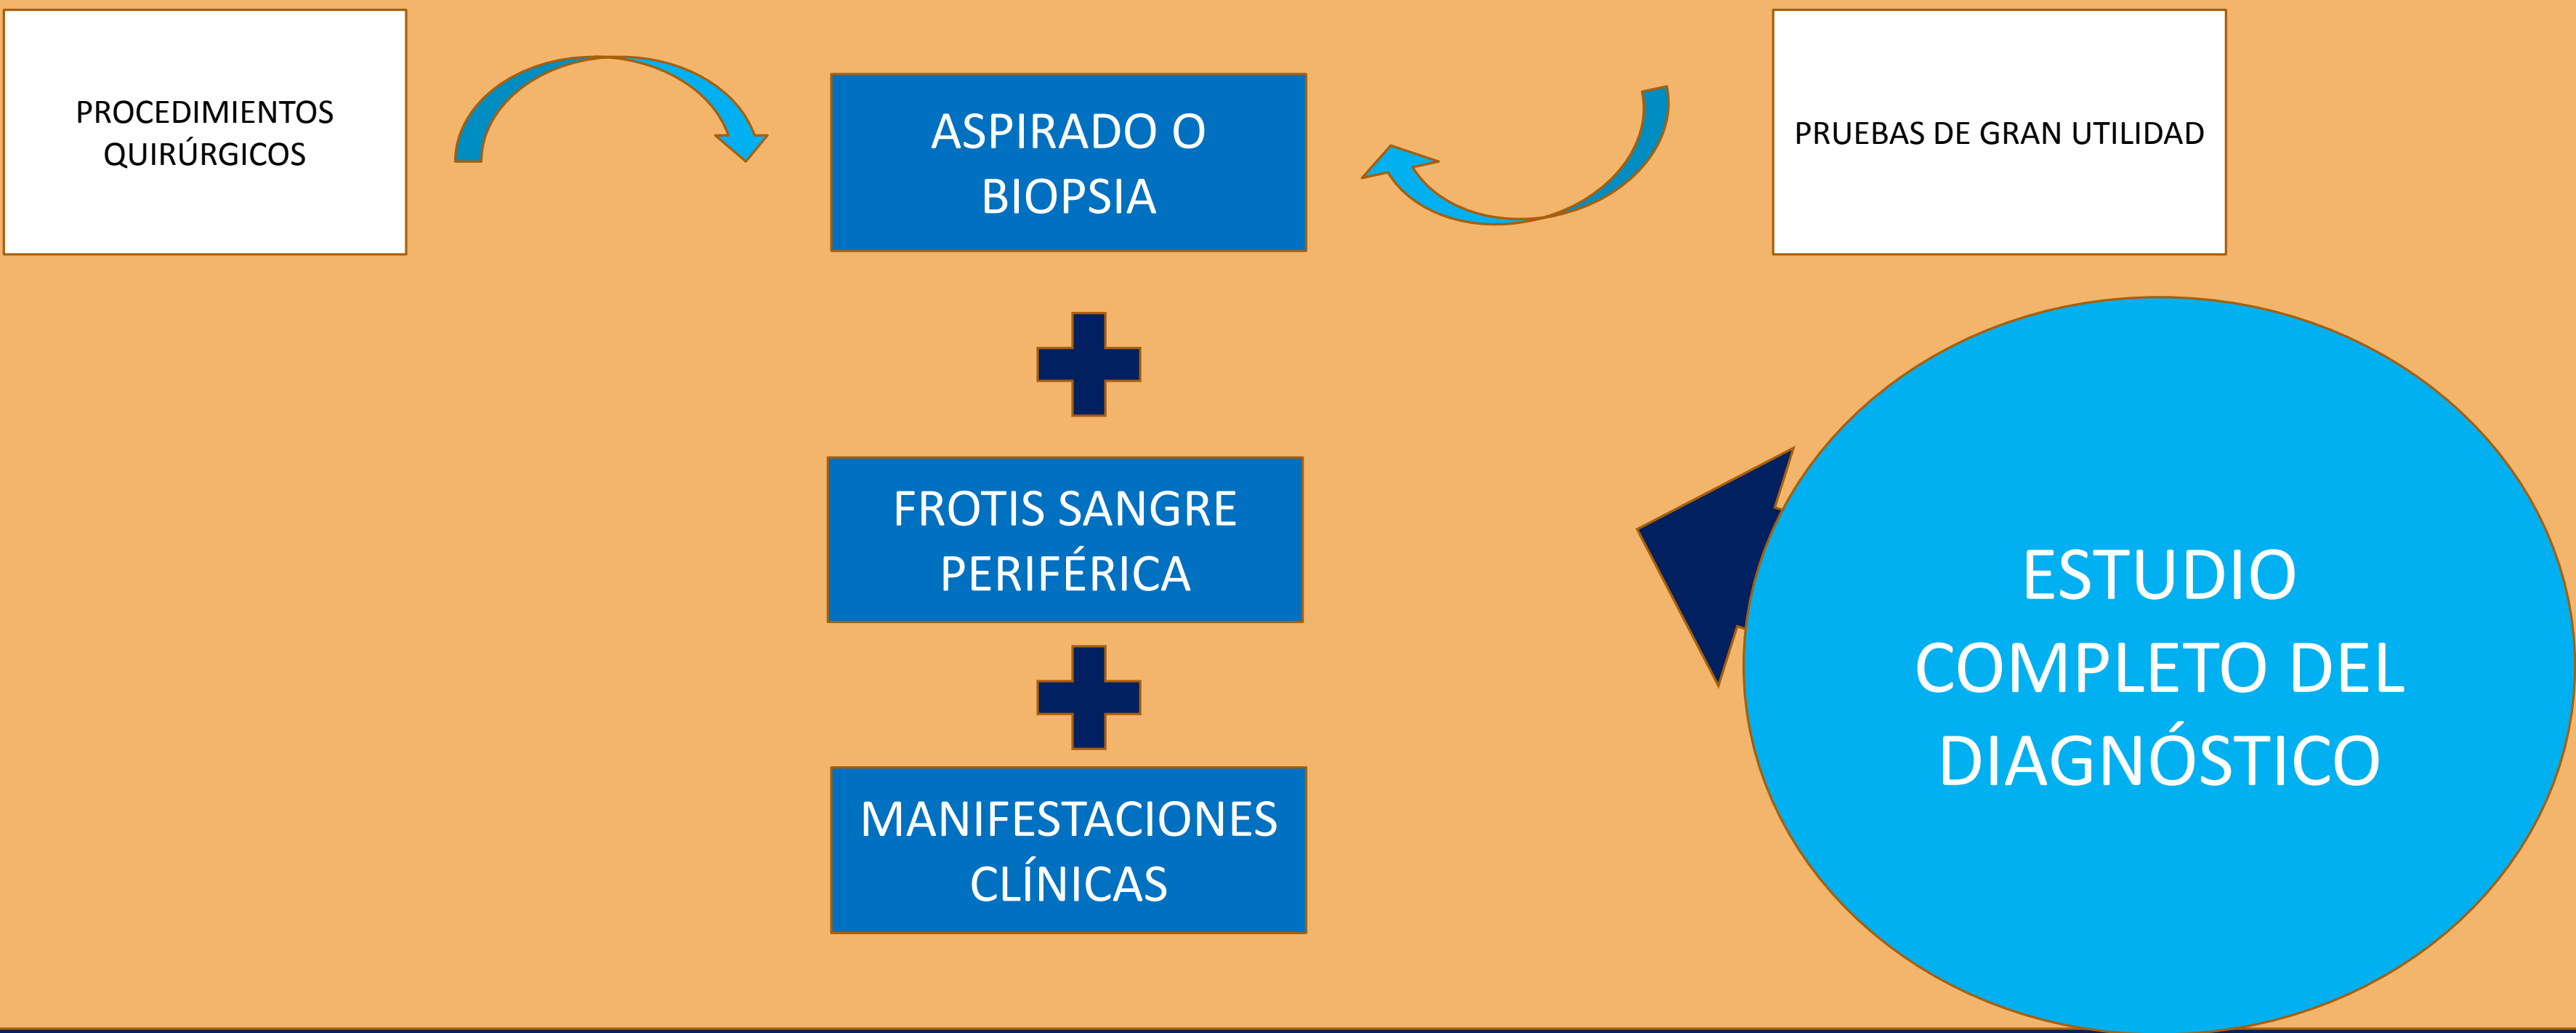 PROCEDIMIENTOS
QUIRÚRGICOS
ASPIRADO O
BIOPSIA
PRUEBAS DE GRAN UTILIDAD
FROTIS SANGRE
PERIFÉRICA
MANIFESTACIONES
CLÍNICAS
ESTUDIO
COMPLETO DEL
DIAGNÓSTICO